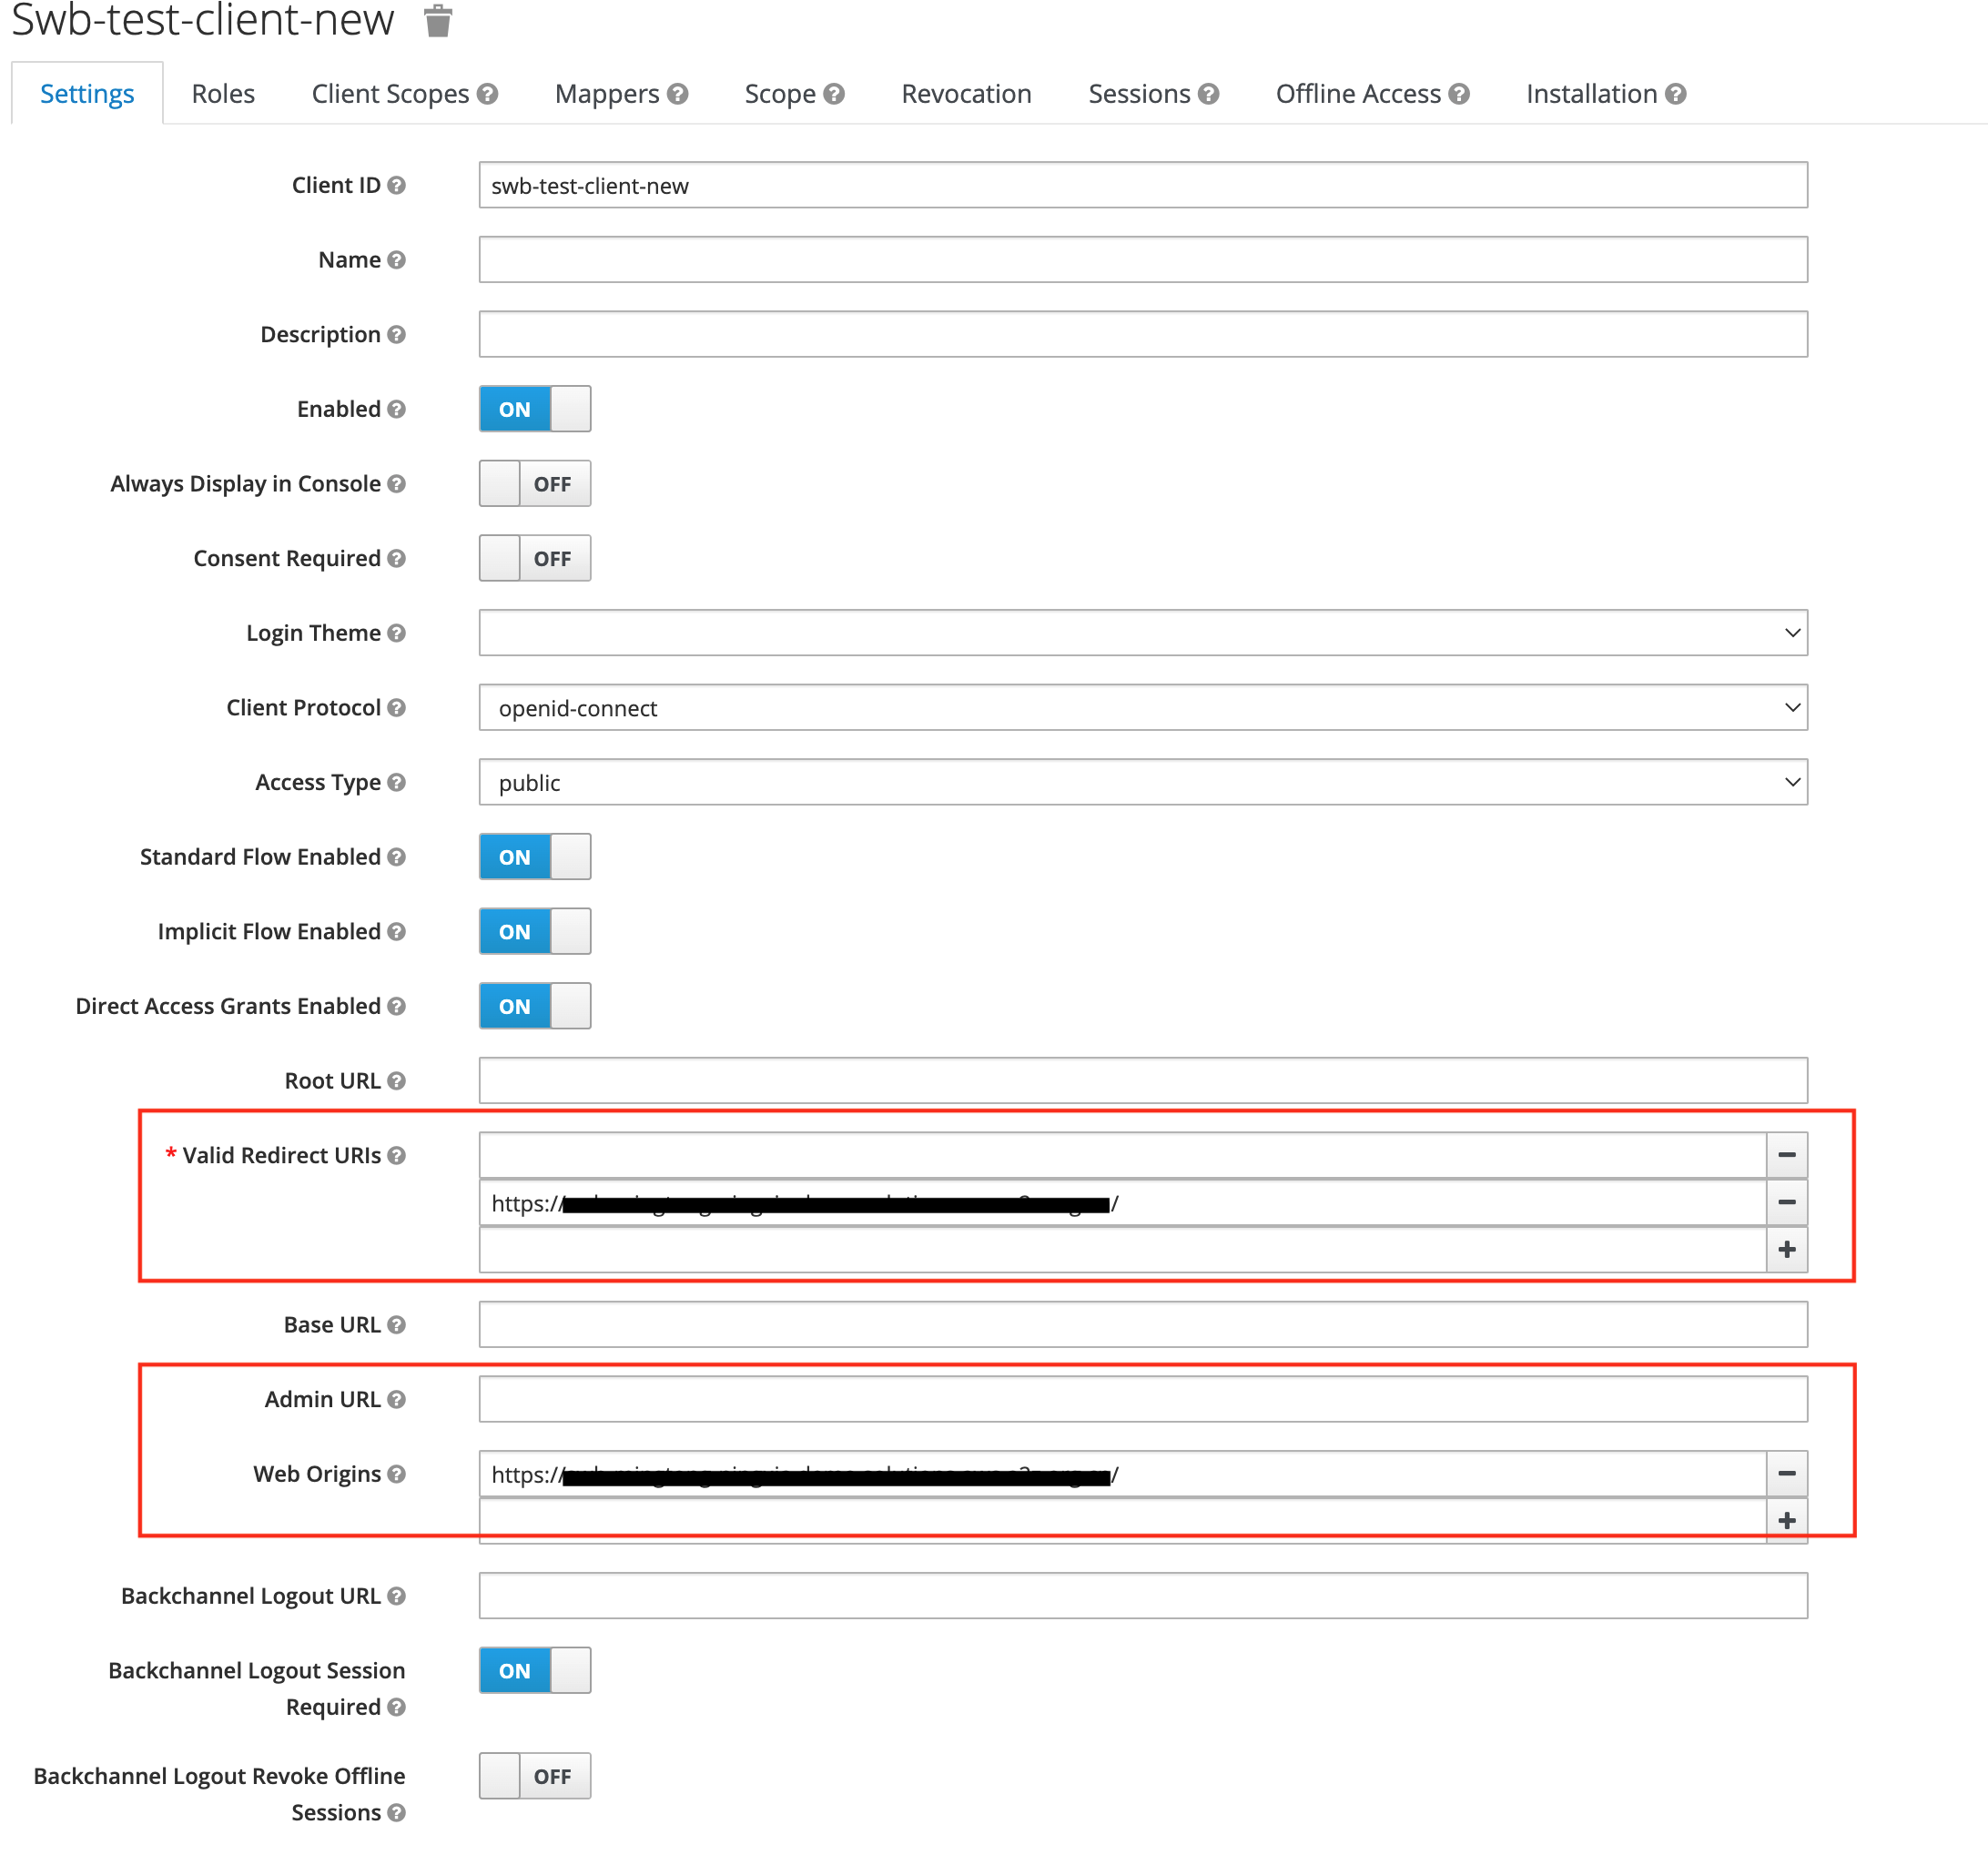 Swb-test-client-new
Settings Roles Client Scopes Mappers Scope Revocation Sessions Offline Access Installation
Client ID swb-test-client-new
Name
Description
Enabled ON
Always Display in Console OFF
Consent Required OFF
Login Theme
Client Protocol openid-connect
Access Type public
Standard Flow Enabled ON
Implicit Flow Enabled ON
Direct Access Grants Enabled ON
Root URL
* Valid Redirect URIs
https:// /
Base URL
Admin URL
Web Origins https:// /
Backchannel Logout URL
Backchannel Logout Session ON
Required
Backchannel Logout Revoke Offline OFF
Sessions